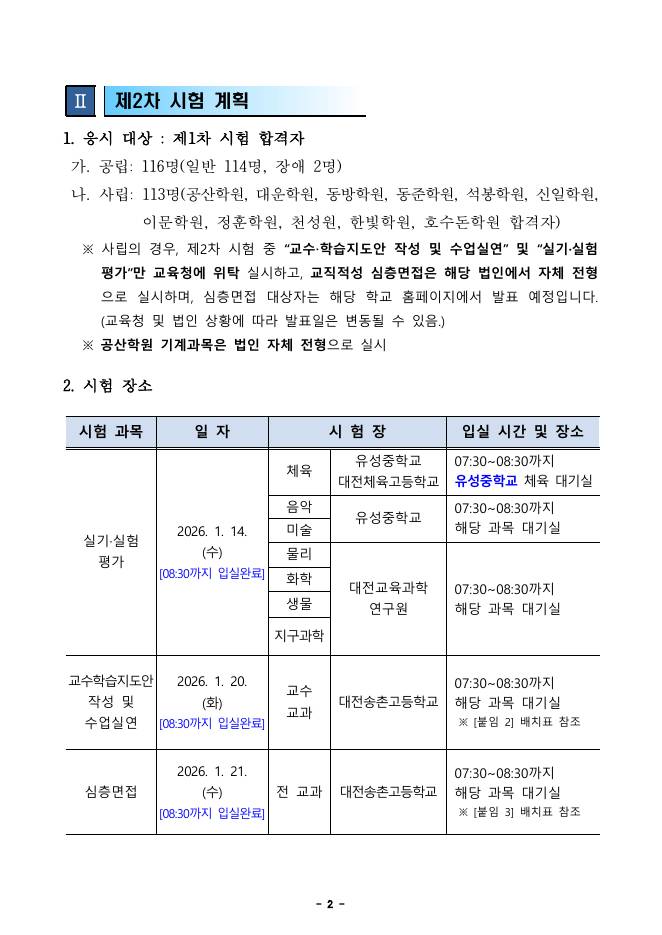 Ⅱ 제2차 시험 계획
1. 응시 대상 : 제1차 시험 합격자
가. 공립: 116명(일반 114명, 장애 2명)
나. 사립: 113명(공산학원, 대운학원, 동방학원, 동준학원, 석봉학원, 신일학원,
이문학원, 정훈학원, 천성원, 한빛학원, 호수돈학원 합격자)
※ 사립의 경우, 제2차 시험 중 “교수·학습지도안 작성 및 수업실연” 및 “실기·실험
평가”만 교육청에 위탁 실시하고, 교직적성 심층면접은 해당 법인에서 자체 전형
으로 실시하며, 심층면접 대상자는 해당 학교 홈페이지에서 발표 예정입니다.
(교육청 및 법인 상황에 따라 발표일은 변동될 수 있음.)
※ 공산학원 기계과목은 법인 자체 전형으로 실시
2. 시험 장소
시험 과목 일 자 시 험 장 입실 시간 및 장소
실기·실험
평가
2026. 1. 14.
(수)
[08:30까지 입실완료]
체육
유성중학교
대전체육고등학교
07:30~08:30까지
유성중학교 체육 대기실
음악
미술
유성중학교
07:30~08:30까지
해당 과목 대기실
물리
화학
생물
지구과학
대전교육과학
연구원
07:30~08:30까지
해당 과목 대기실
교수학습지도안
작성 및
수업실연
2026. 1. 20.
(화)
[08:30까지 입실완료]
교수
교과
대전송촌고등학교
07:30~08:30까지
해당 과목 대기실
※ [붙임 2] 배치표 참조
심층면접
2026. 1. 21.
(수)
[08:30까지 입실완료]
전 교과
대전송촌고등학교
07:30~08:30까지
해당 과목 대기실
※ [붙임 3] 배치표 참조
- 2 -